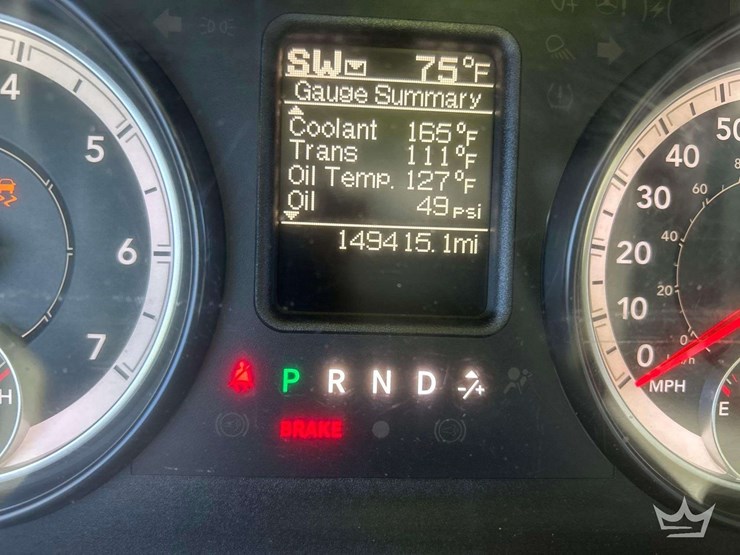 SW 75°F
Gauge Summary
Coolant 165°F
Trans 111°F
Oil Temp. 127°F
Oil 49 psi
149415.1mi
4
5
6
7
H
50
40
30
20
10
0
MPH
60
40
20
0
E
P R N D -/+
BRAKE